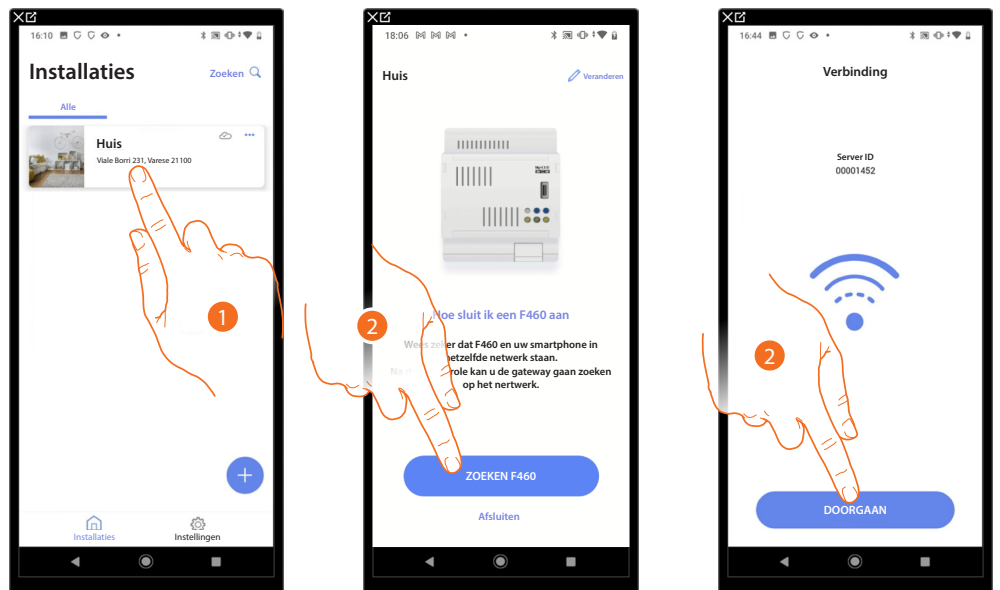 16:10
Installaties
Zoeken
Alle
Huis
Viale Borri 231, Varese 21100
1
Installaties
Instellingen
18:06
Huis
Veranderen
Hoe sluit ik een F460 aan
Wees zeker dat F460 en uw smartphone in
hetzelfde netwerk staan.
role kan u de gateway gaan zoeken
op het nertwerk.
2
ZOEKEN F460
Afsluiten
16:44
Verbinding
Server ID
00001452
2
DOORGAAN